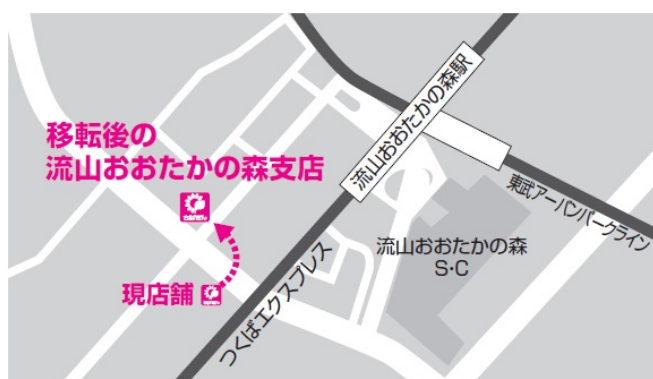 移転後の
流山おおたかの森支店
現店舗
流山おおたかの森駅
東武アーバンパークライン
流山おおたかの森
S・C
つくばエクスプレス